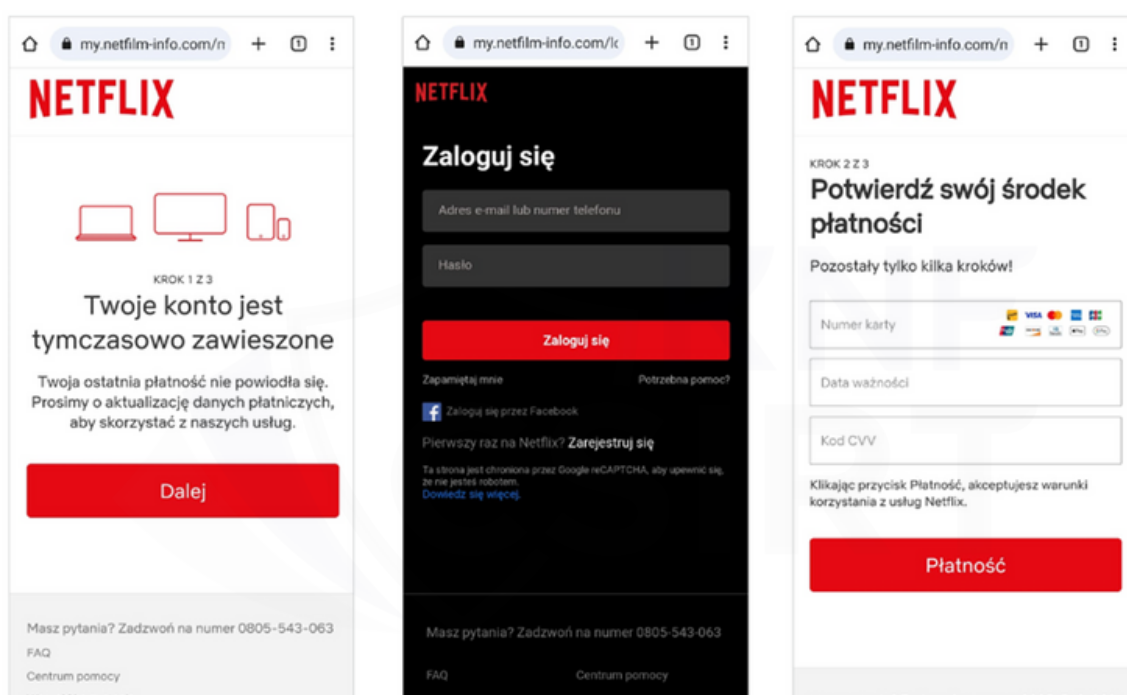 my.netfilm-info.com/n
NETFLIX
KROK 1 Z 3
Twoje konto jest
tymczasowo zawieszone
Twoja ostatnia płatność nie powiodła się.
Prosimy o aktualizację danych płatniczych,
aby skorzystać z naszych usług.
Dalej
Masz pytania? Zadzwoń na numer 0805-543-063
FAQ
Centrum pomocy
my.netfilm-info.com/lo
NETFLIX
Zaloguj się
Adres e-mail lub numer telefonu
Hasło
Zaloguj się
Zapamiętaj mnie Potrzebna pomoc?
Zaloguj się przez Facebook
Pierwszy raz na Netflix? Zarejestruj się
Ta strona jest chroniona przez Google reCAPTCHA, aby upewnić się,
że nie jesteś robotem.
Dowiedz się więcej.
Masz pytania? Zadzwoń na numer 0805-543-063
FAQ Centrum pomocy
my.netfilm-info.com/n
NETFLIX
KROK 2 Z 3
Potwierdź swój środek
płatności
Pozostały tylko kilka kroków!
Numer karty
VISA
Data ważności
Kod CVV
Klikając przycisk Płatność, akceptujesz warunki
korzystania z usług Netflix.
Płatność